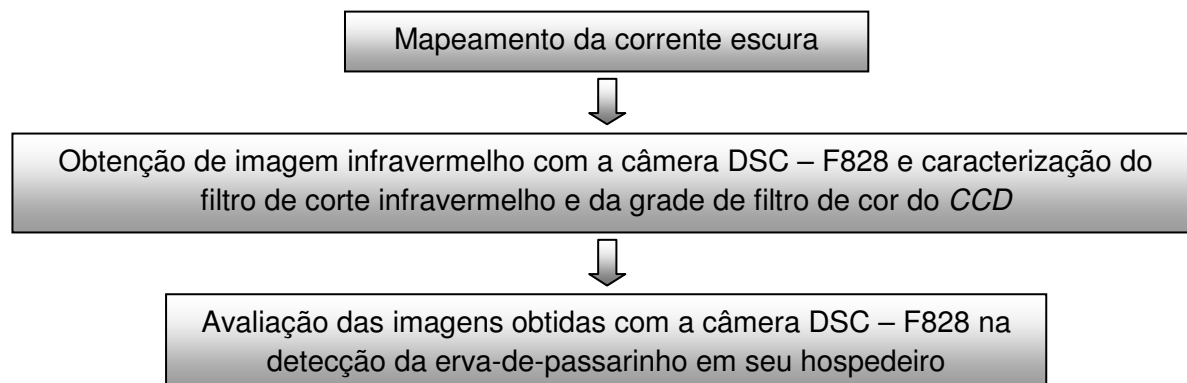 Mapeamento da corrente escura
Obtenção de imagem infravermelho com a câmera DSC – F828 e caracterização do
filtro de corte infravermelho e da grade de filtro de cor do CCD
Avaliação das imagens obtidas com a câmera DSC – F828 na
detecção da erva-de-passarinho em seu hospedeiro